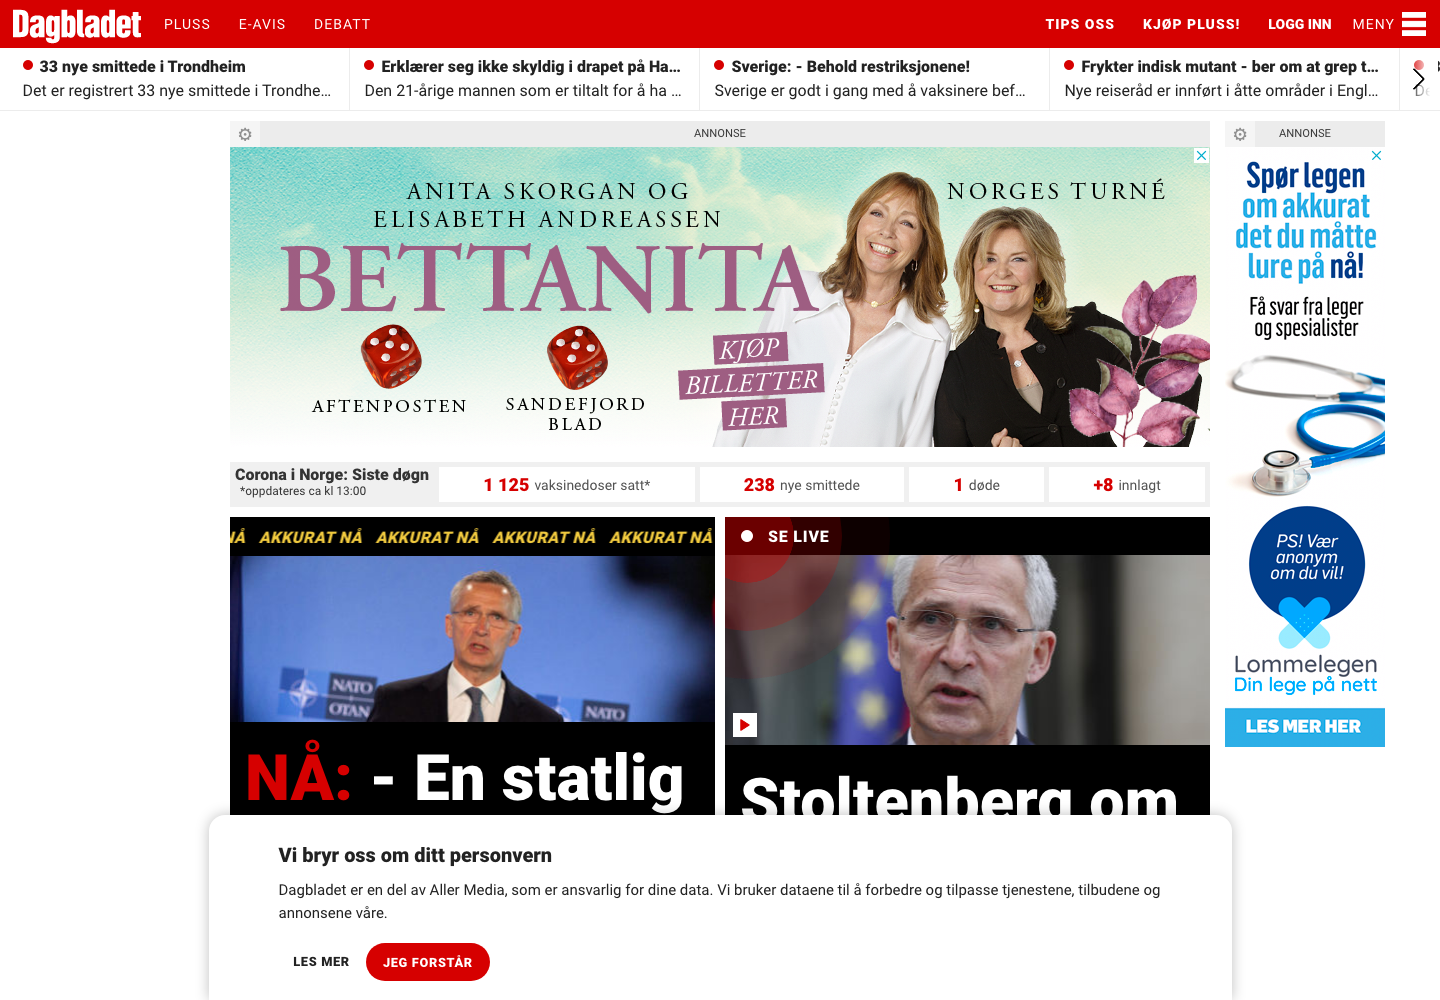 Dagbladet
PLUSS
E-AVIS
DEBATT
TIPS OSS
KJØP PLUSS!
LOGG INN
MENY
33 nye smittede i Trondheim
Det er registrert 33 nye smittede i Trondhe...
Erklærer seg ikke skyldig i drapet på Ha...
Den 21-årige mannen som er tiltalt for å ha ...
Sverige: - Behold restriksjonene!
Sverige er godt i gang med å vaksinere bef...
Frykter indisk mutant - ber om at grep t...
Nye reiseråd er innført i åtte områder i Engl...
ANNONSE
ANITA SKORGAN OG
ELISABETH ANDREASSEN
BETTANITA
NORGES TURNÉ
AFTENPOSTEN
SANDEFJORD
BLAD
KJØP
BILLETTER
HER
ANNONSE
Spør legen
om akkurat
det du måtte
lure på nå!
Få svar fra leger
og spesialister
PS! Vær
anonym
om du vil!
Lommelegen
Din lege på nett
LES MER HER
Corona i Norge: Siste døgn
*oppdateres ca kl 13:00
1 125 vaksinedoser satt*
238 nye smittede
1 døde
+8 innlagt
NÅ AKKURAT NÅ AKKURAT NÅ AKKURAT NÅ AKKURAT NÅ
NATO
OTAN
NATO
NÅ: - En statlig
SE LIVE
Stoltenberg om
Vi bryr oss om ditt personvern
Dagbladet er en del av Aller Media, som er ansvarlig for dine data. Vi bruker dataene til å forbedre og tilpasse tjenestene, tilbudene og
annonsene våre.
LES MER
JEG FORSTÅR